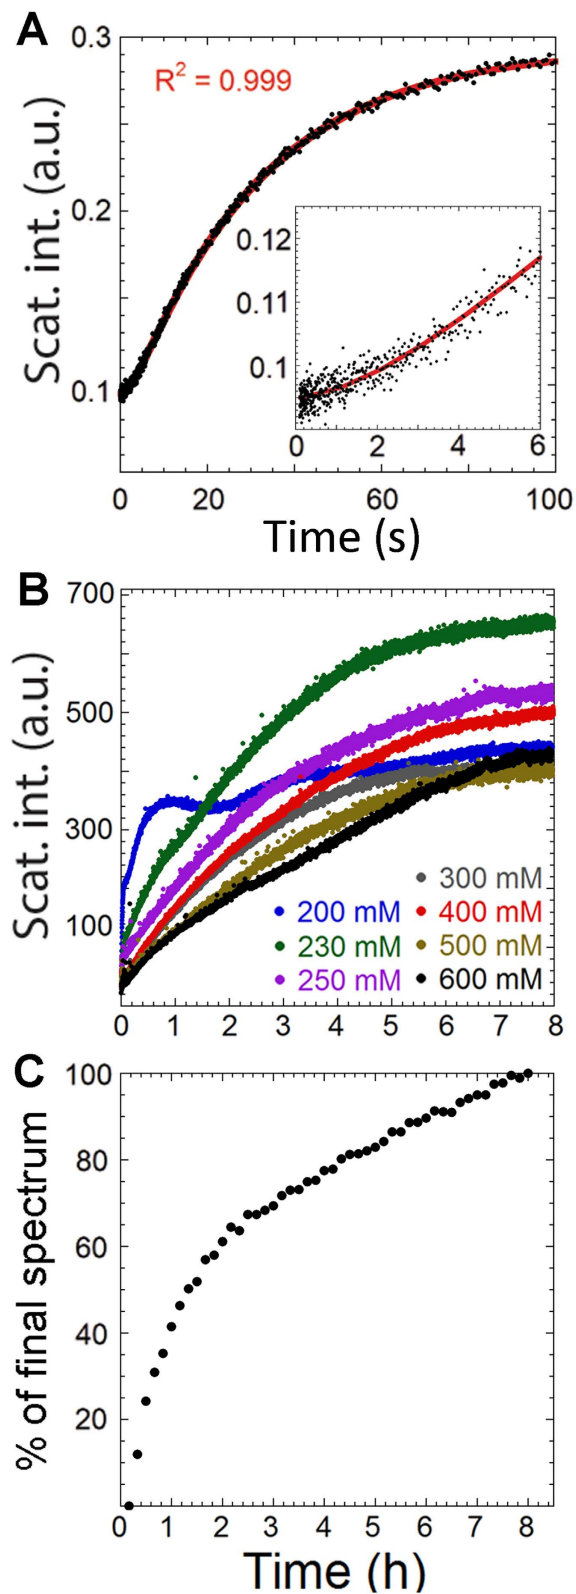 A
Scat. int. (a.u.)
0.3
0.2
0.1
R² = 0.999
0.12
0.11
0.1
0 2 4 6
0 20 60 100
Time (s)
B
Scat. int. (a.u.)
700
500
300
100
300 mM
200 mM
400 mM
230 mM
500 mM
250 mM
600 mM
0 1 2 3 4 5 6 7 8
C
% of final spectrum
100
80
60
40
20
0 1 2 3 4 5 6 7 8
Time (h)